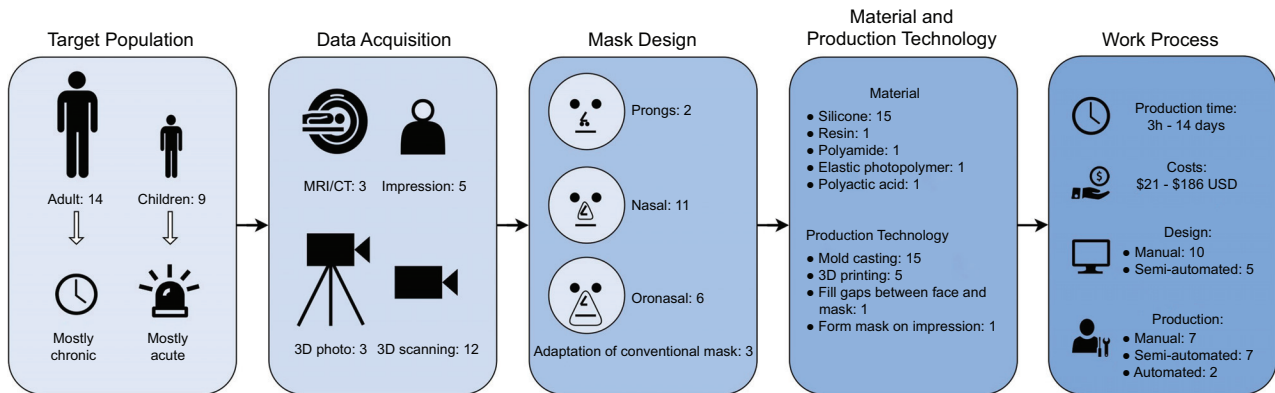 Target Population
Adult: 14
Children: 9
Mostly
chronic
Mostly
acute
Data Acquisition
MRI/CT: 3
Impression: 5
3D photo: 3
3D scanning: 12
Mask Design
Prongs: 2
Nasal: 11
Oronasal: 6
Adaptation of conventional mask: 3
Material and
Production Technology
Material
● Silicone: 15
● Resin: 1
● Polyamide: 1
● Elastic photopolymer: 1
● Polyactic acid: 1
Production Technology
● Mold casting: 15
● 3D printing: 5
● Fill gaps between face and
mask: 1
● Form mask on impression: 1
Work Process
Production time:
3h - 14 days
Costs:
$21 - $186 USD
Design:
● Manual: 10
● Semi-automated: 5
Production:
● Manual: 7
● Semi-automated: 7
● Automated: 2